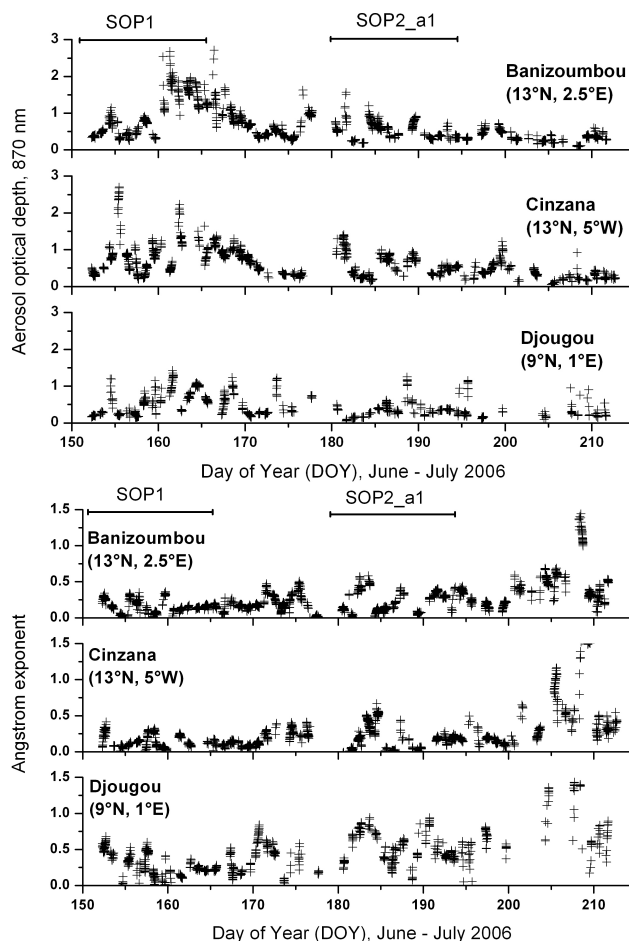 SOP1
SOP2_a1
3
2
1
0
Banizoumbou
(13°N, 2.5°E)
3
2
1
0
Cinzana
(13°N, 5°W)
3
2
1
0
Djougou
(9°N, 1°E)
Aerosol optical depth, 870 nm
150 160 170 180 190 200 210
Day of Year (DOY), June - July 2006
SOP1
SOP2_a1
1.5
1.0
0.5
0.0
Banizoumbou
(13°N, 2.5°E)
1.5
1.0
0.5
0.0
Cinzana
(13°N, 5°W)
1.5
1.0
0.5
0.0
Djougou
(9°N, 1°E)
Angstrom exponent
150 160 170 180 190 200 210
Day of Year (DOY), June - July 2006